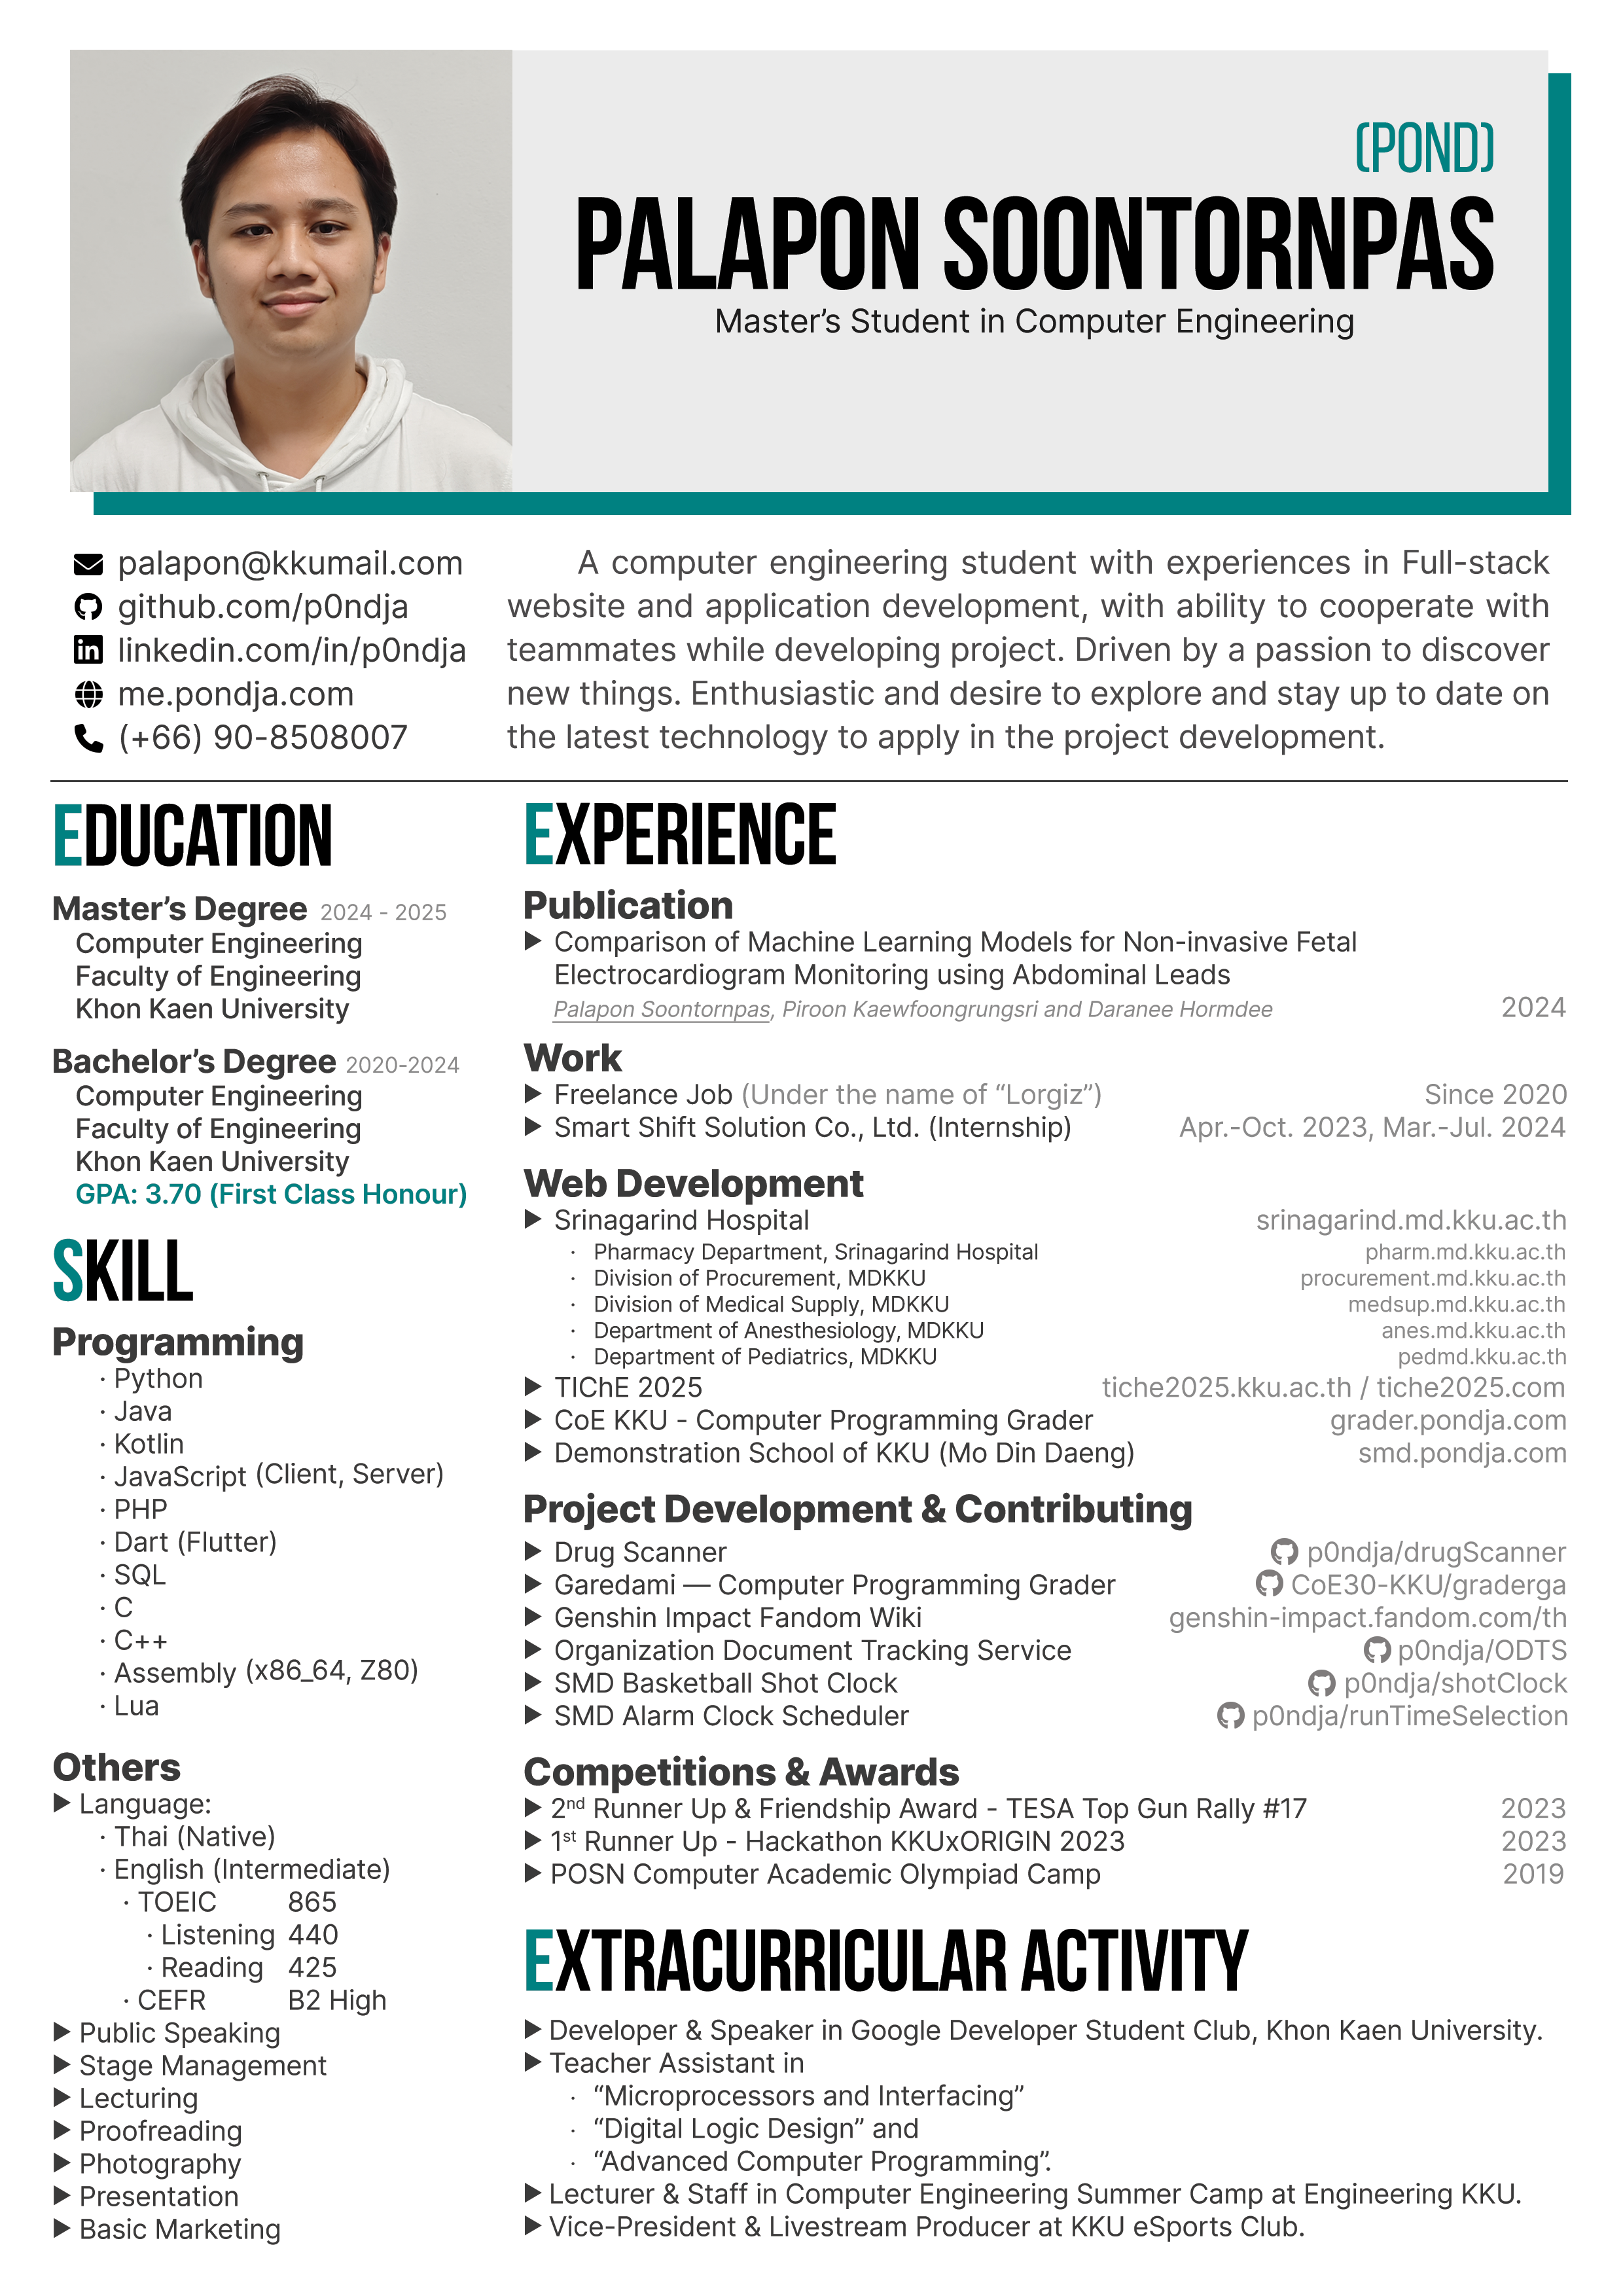 (POND)
PALAPON SOONTORNPAS
Master’s Student in Computer Engineering
palapon@kkumail.com
github.com/p0ndja
linkedin.com/in/p0ndja
me.pondja.com
(+66) 90-8508007
A computer engineering student with experiences in Full-stack
website and application development, with ability to cooperate with
teammates while developing project. Driven by a passion to discover
new things. Enthusiastic and desire to explore and stay up to date on
the latest technology to apply in the project development.
EDUCATION
Master’s Degree 2024 - 2025
Computer Engineering
Faculty of Engineering
Khon Kaen University
Bachelor’s Degree 2020-2024
Computer Engineering
Faculty of Engineering
Khon Kaen University
GPA: 3.70 (First Class Honour)
SKILL
Programming
· Python
· Java
· Kotlin
· JavaScript (Client, Server)
· PHP
· Dart (Flutter)
· SQL
· C
· C++
· Assembly (x86_64, Z80)
· Lua
Others
▶ Language:
· Thai (Native)
· English (Intermediate)
· TOEIC 865
· Listening 440
· Reading 425
· CEFR B2 High
▶ Public Speaking
▶ Stage Management
▶ Lecturing
▶ Proofreading
▶ Photography
▶ Presentation
▶ Basic Marketing
EXPERIENCE
Publication
▶ Comparison of Machine Learning Models for Non-invasive Fetal
Electrocardiogram Monitoring using Abdominal Leads
Palapon Soontornpas, Piroon Kaewfoongrungsri and Daranee Hormdee 2024
Work
▶ Freelance Job (Under the name of “Lorgiz”) Since 2020
▶ Smart Shift Solution Co., Ltd. (Internship) Apr.-Oct. 2023, Mar.-Jul. 2024
Web Development
▶ Srinagarind Hospital srinagarind.md.kku.ac.th
· Pharmacy Department, Srinagarind Hospital pharm.md.kku.ac.th
· Division of Procurement, MDKKU procurement.md.kku.ac.th
· Division of Medical Supply, MDKKU medsup.md.kku.ac.th
· Department of Anesthesiology, MDKKU anes.md.kku.ac.th
· Department of Pediatrics, MDKKU pedmd.kku.ac.th
▶ TIChE 2025 tiche2025.kku.ac.th / tiche2025.com
▶ CoE KKU - Computer Programming Grader grader.pondja.com
▶ Demonstration School of KKU (Mo Din Daeng) smd.pondja.com
Project Development & Contributing
▶ Drug Scanner p0ndja/drugScanner
▶ Garedami — Computer Programming Grader CoE30-KKU/graderga
▶ Genshin Impact Fandom Wiki genshin-impact.fandom.com/th
▶ Organization Document Tracking Service p0ndja/ODTS
▶ SMD Basketball Shot Clock p0ndja/shotClock
▶ SMD Alarm Clock Scheduler p0ndja/runTimeSelection
Competitions & Awards
▶ 2nd Runner Up & Friendship Award - TESA Top Gun Rally #17 2023
▶ 1st Runner Up - Hackathon KKUxORIGIN 2023 2023
▶ POSN Computer Academic Olympiad Camp 2019
EXTRACURRICULAR ACTIVITY
▶ Developer & Speaker in Google Developer Student Club, Khon Kaen University.
▶ Teacher Assistant in
· “Microprocessors and Interfacing”
· “Digital Logic Design” and
· “Advanced Computer Programming”.
▶ Lecturer & Staff in Computer Engineering Summer Camp at Engineering KKU.
▶ Vice-President & Livestream Producer at KKU eSports Club.